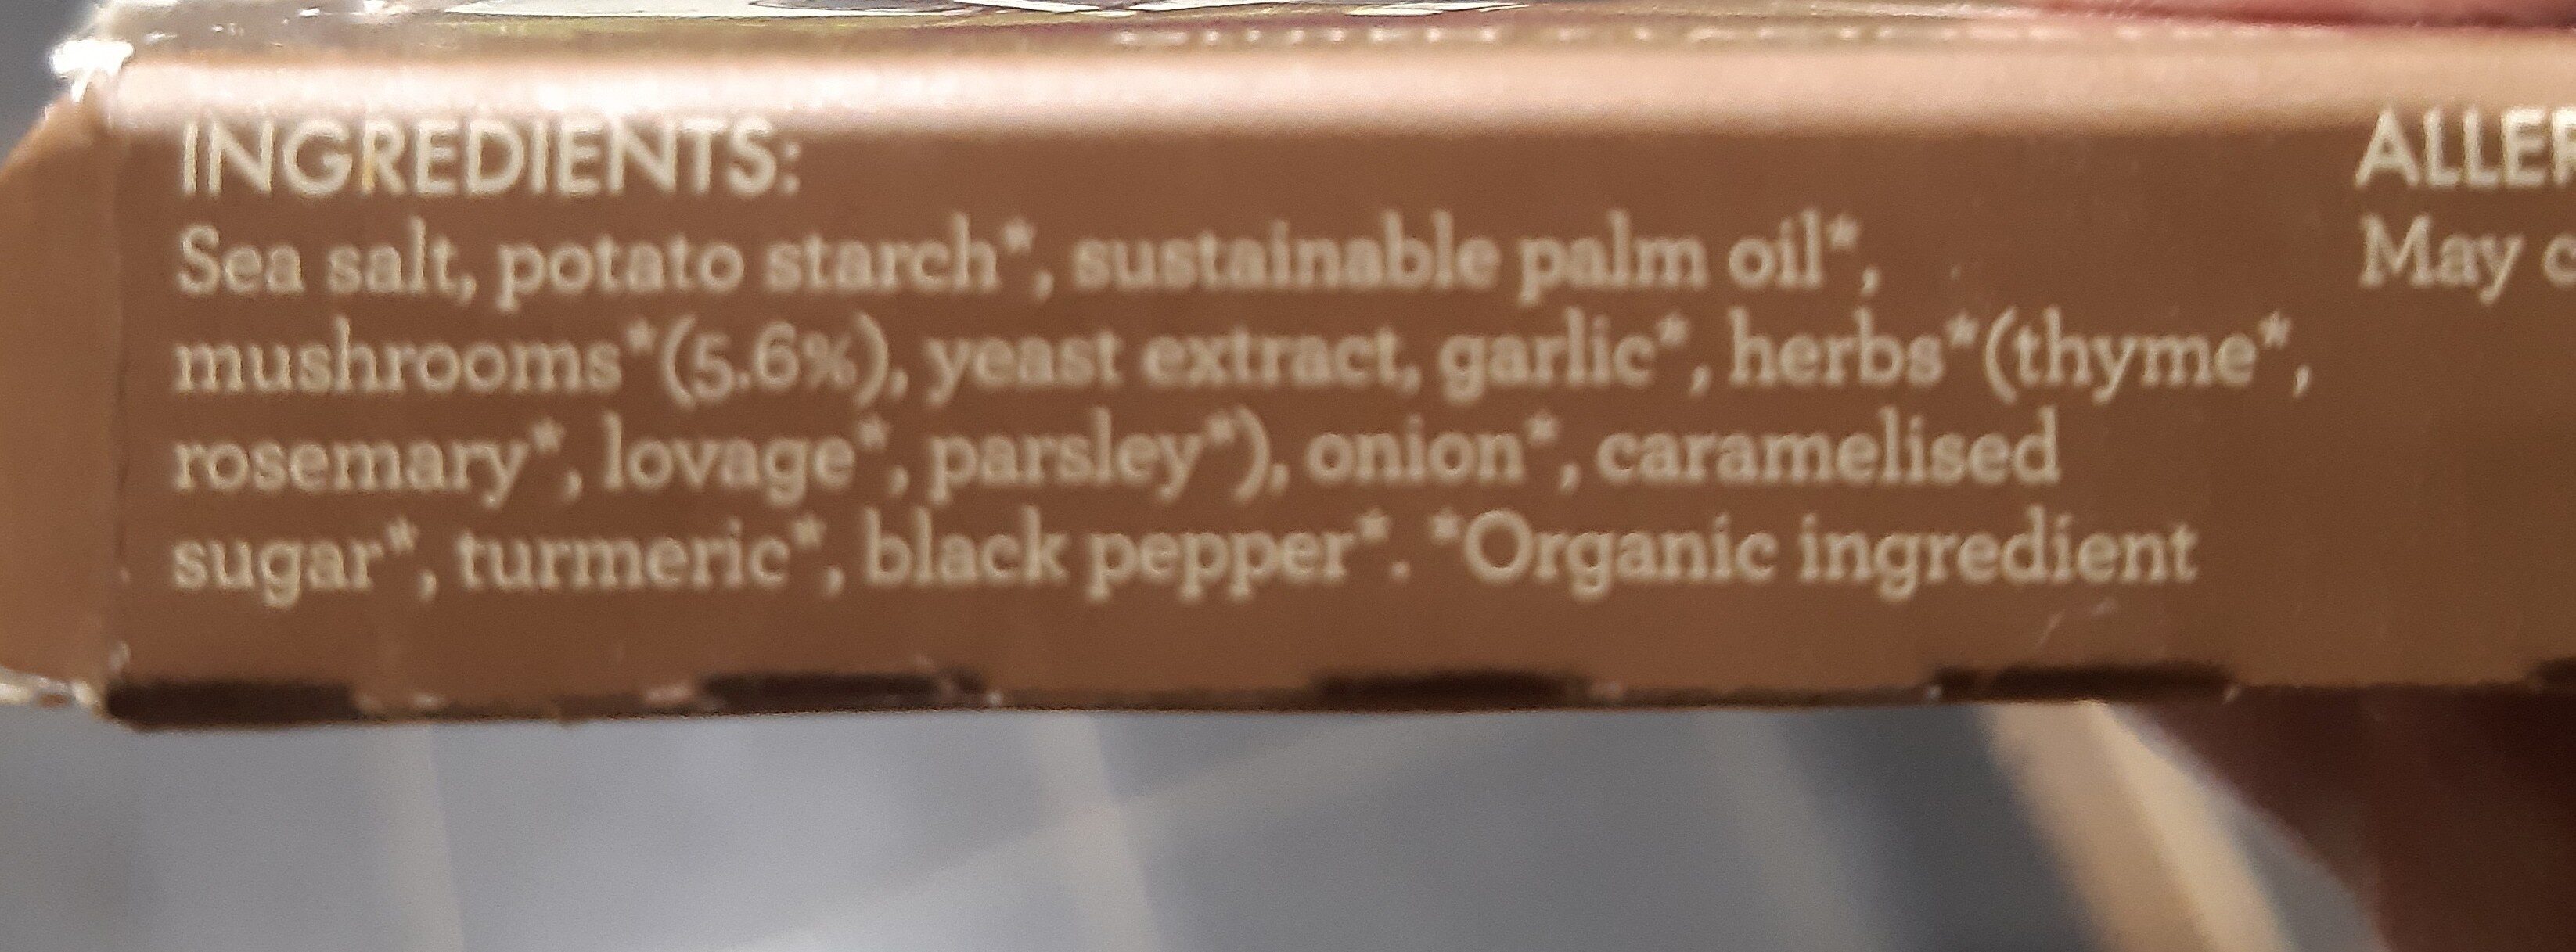 INGREDIENTS:
Sea salt, potato starch*, sustainable palm oil*,
mushrooms*(5.6%), yeast extract, garlic*, herbs*(thyme*,
rosemary*, lovage*, parsley*), onion*, caramelised
sugar*, turmeric*, black pepper*. *Organic ingredient
May